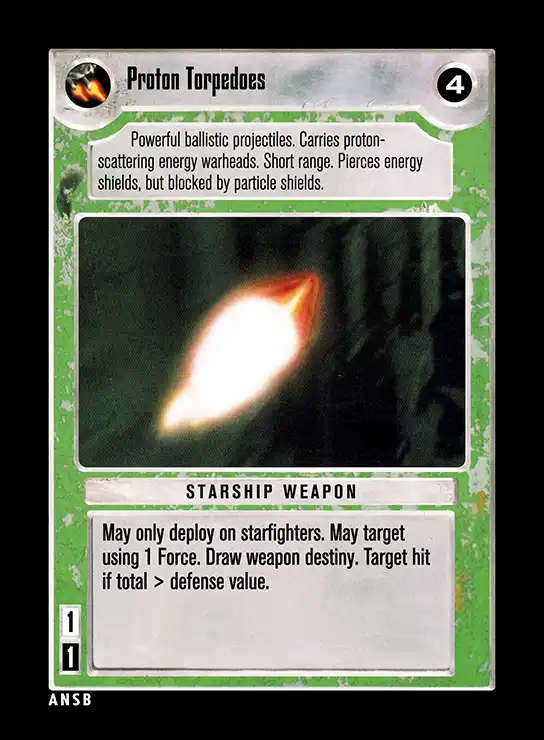 Proton Torpedoes
4
Powerful ballistic projectiles. Carries proton-
scattering energy warheads. Short range. Pierces energy
shields, but blocked by particle shields.
STARSHIP WEAPON
May only deploy on starfighters. May target
using 1 Force. Draw weapon destiny. Target hit
if total > defense value.
1
1
ANSB